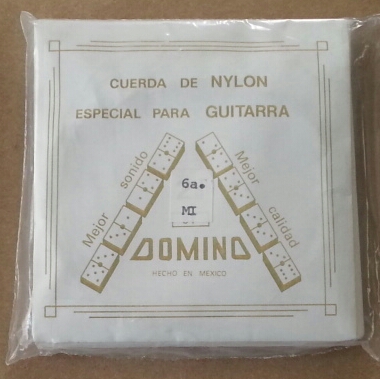 CUERDA DE NYLON
ESPECIAL PARA GUITARRA
Mejor sonido
Mejor calidad
6a.
MI
DOMINO
HECHO EN MEXICO